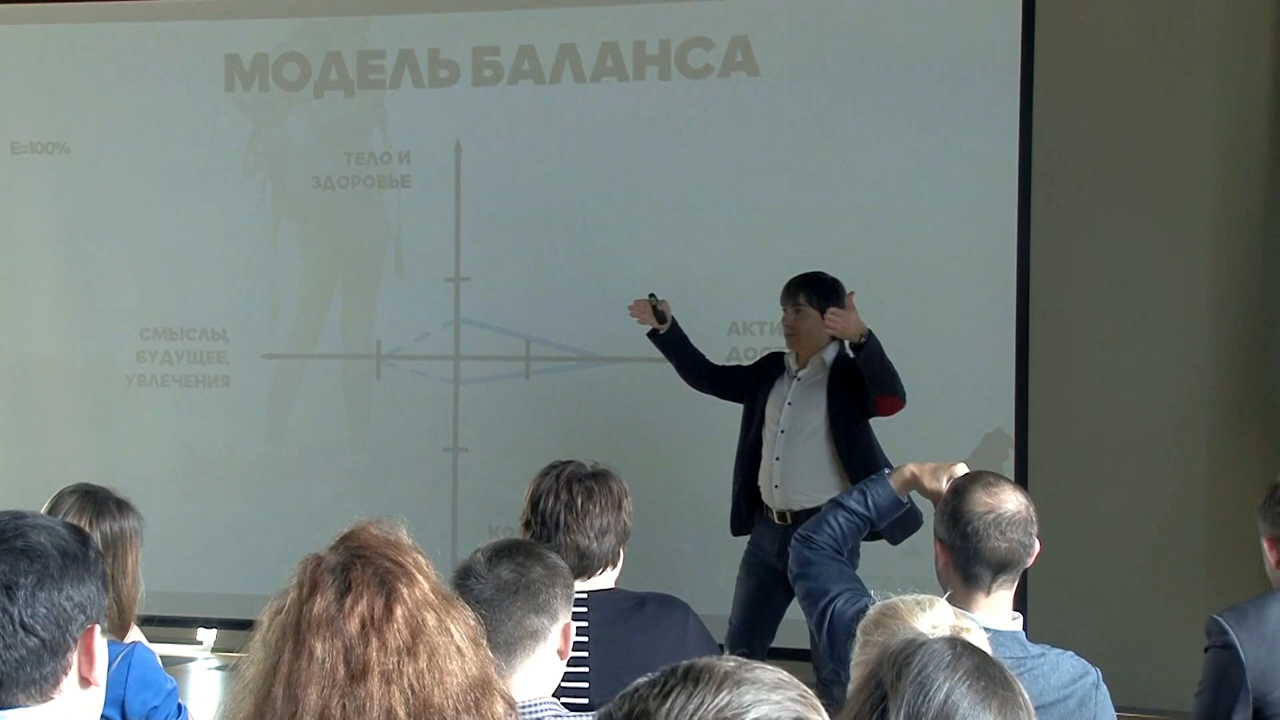 МОДЕЛЬ БАЛАНСА
E=100%
ТЕЛО И
ЗДОРОВЬЕ
СМЫСЛЫ,
БУДУЩЕЕ,
УВЛЕЧЕНИЯ